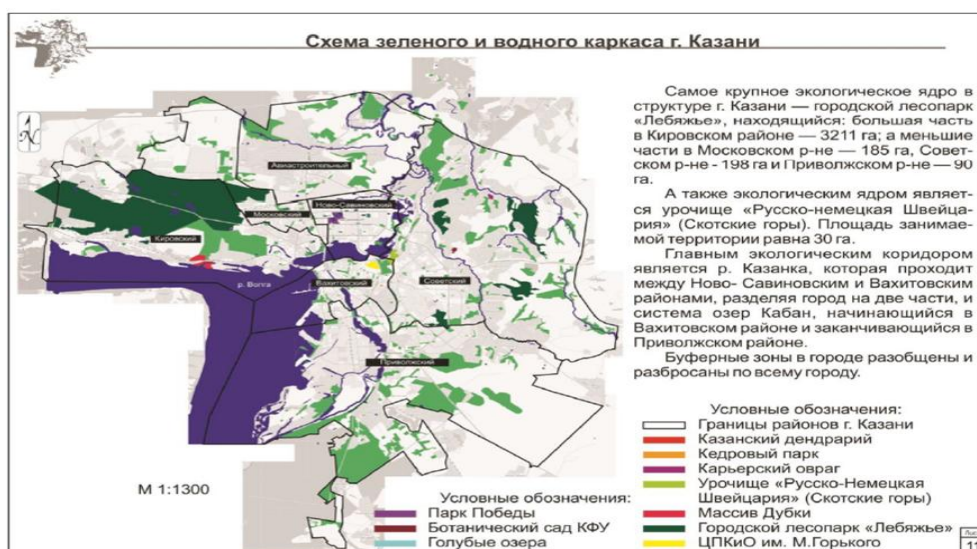 Схема зеленого и водного каркаса г. Казани
Самое крупное экологическое ядро в
структуре г. Казани — городской лесопарк
«Лебяжье», находящийся: большая часть
в Кировском районе — 3211 га; а меньшие
части в Московском р-не — 185 га, Совет-
ском р-не - 198 га и Приволжском р-не — 90
га.
А также экологическим ядром являет-
ся урочище «Русско-немецкая Швейца-
рия» (Скотские горы). Площадь занимае-
мой территории равна 30 га.
Главным экологическим коридором
является р. Казанка, которая проходит
между Ново- Савиновским и Вахитовским
районами, разделяя город на две части, и
система озер Кабан, начинающийся в
Вахитовском районе и заканчивающийся в
Приволжском районе.
Буферные зоны в городе разобщены и
разбросаны по всему городу.
Авиастроительный
Ново-Савиновский
Московский
Кировский
р. Волга
Вахитовский
Советский
Приволжский
М 1:1300
Условные обозначения:
Парк Победы
Ботанический сад КФУ
Голубые озера
Условные обозначения:
Границы районов г. Казани
Казанский дендрарий
Кедровый парк
Карьерский овраг
Урочище «Русско-Немецкая
Швейцария» (Скотские горы)
Массив Дубки
Городской лесопарк «Лебяжье»
ЦПКиО им. М.Горького